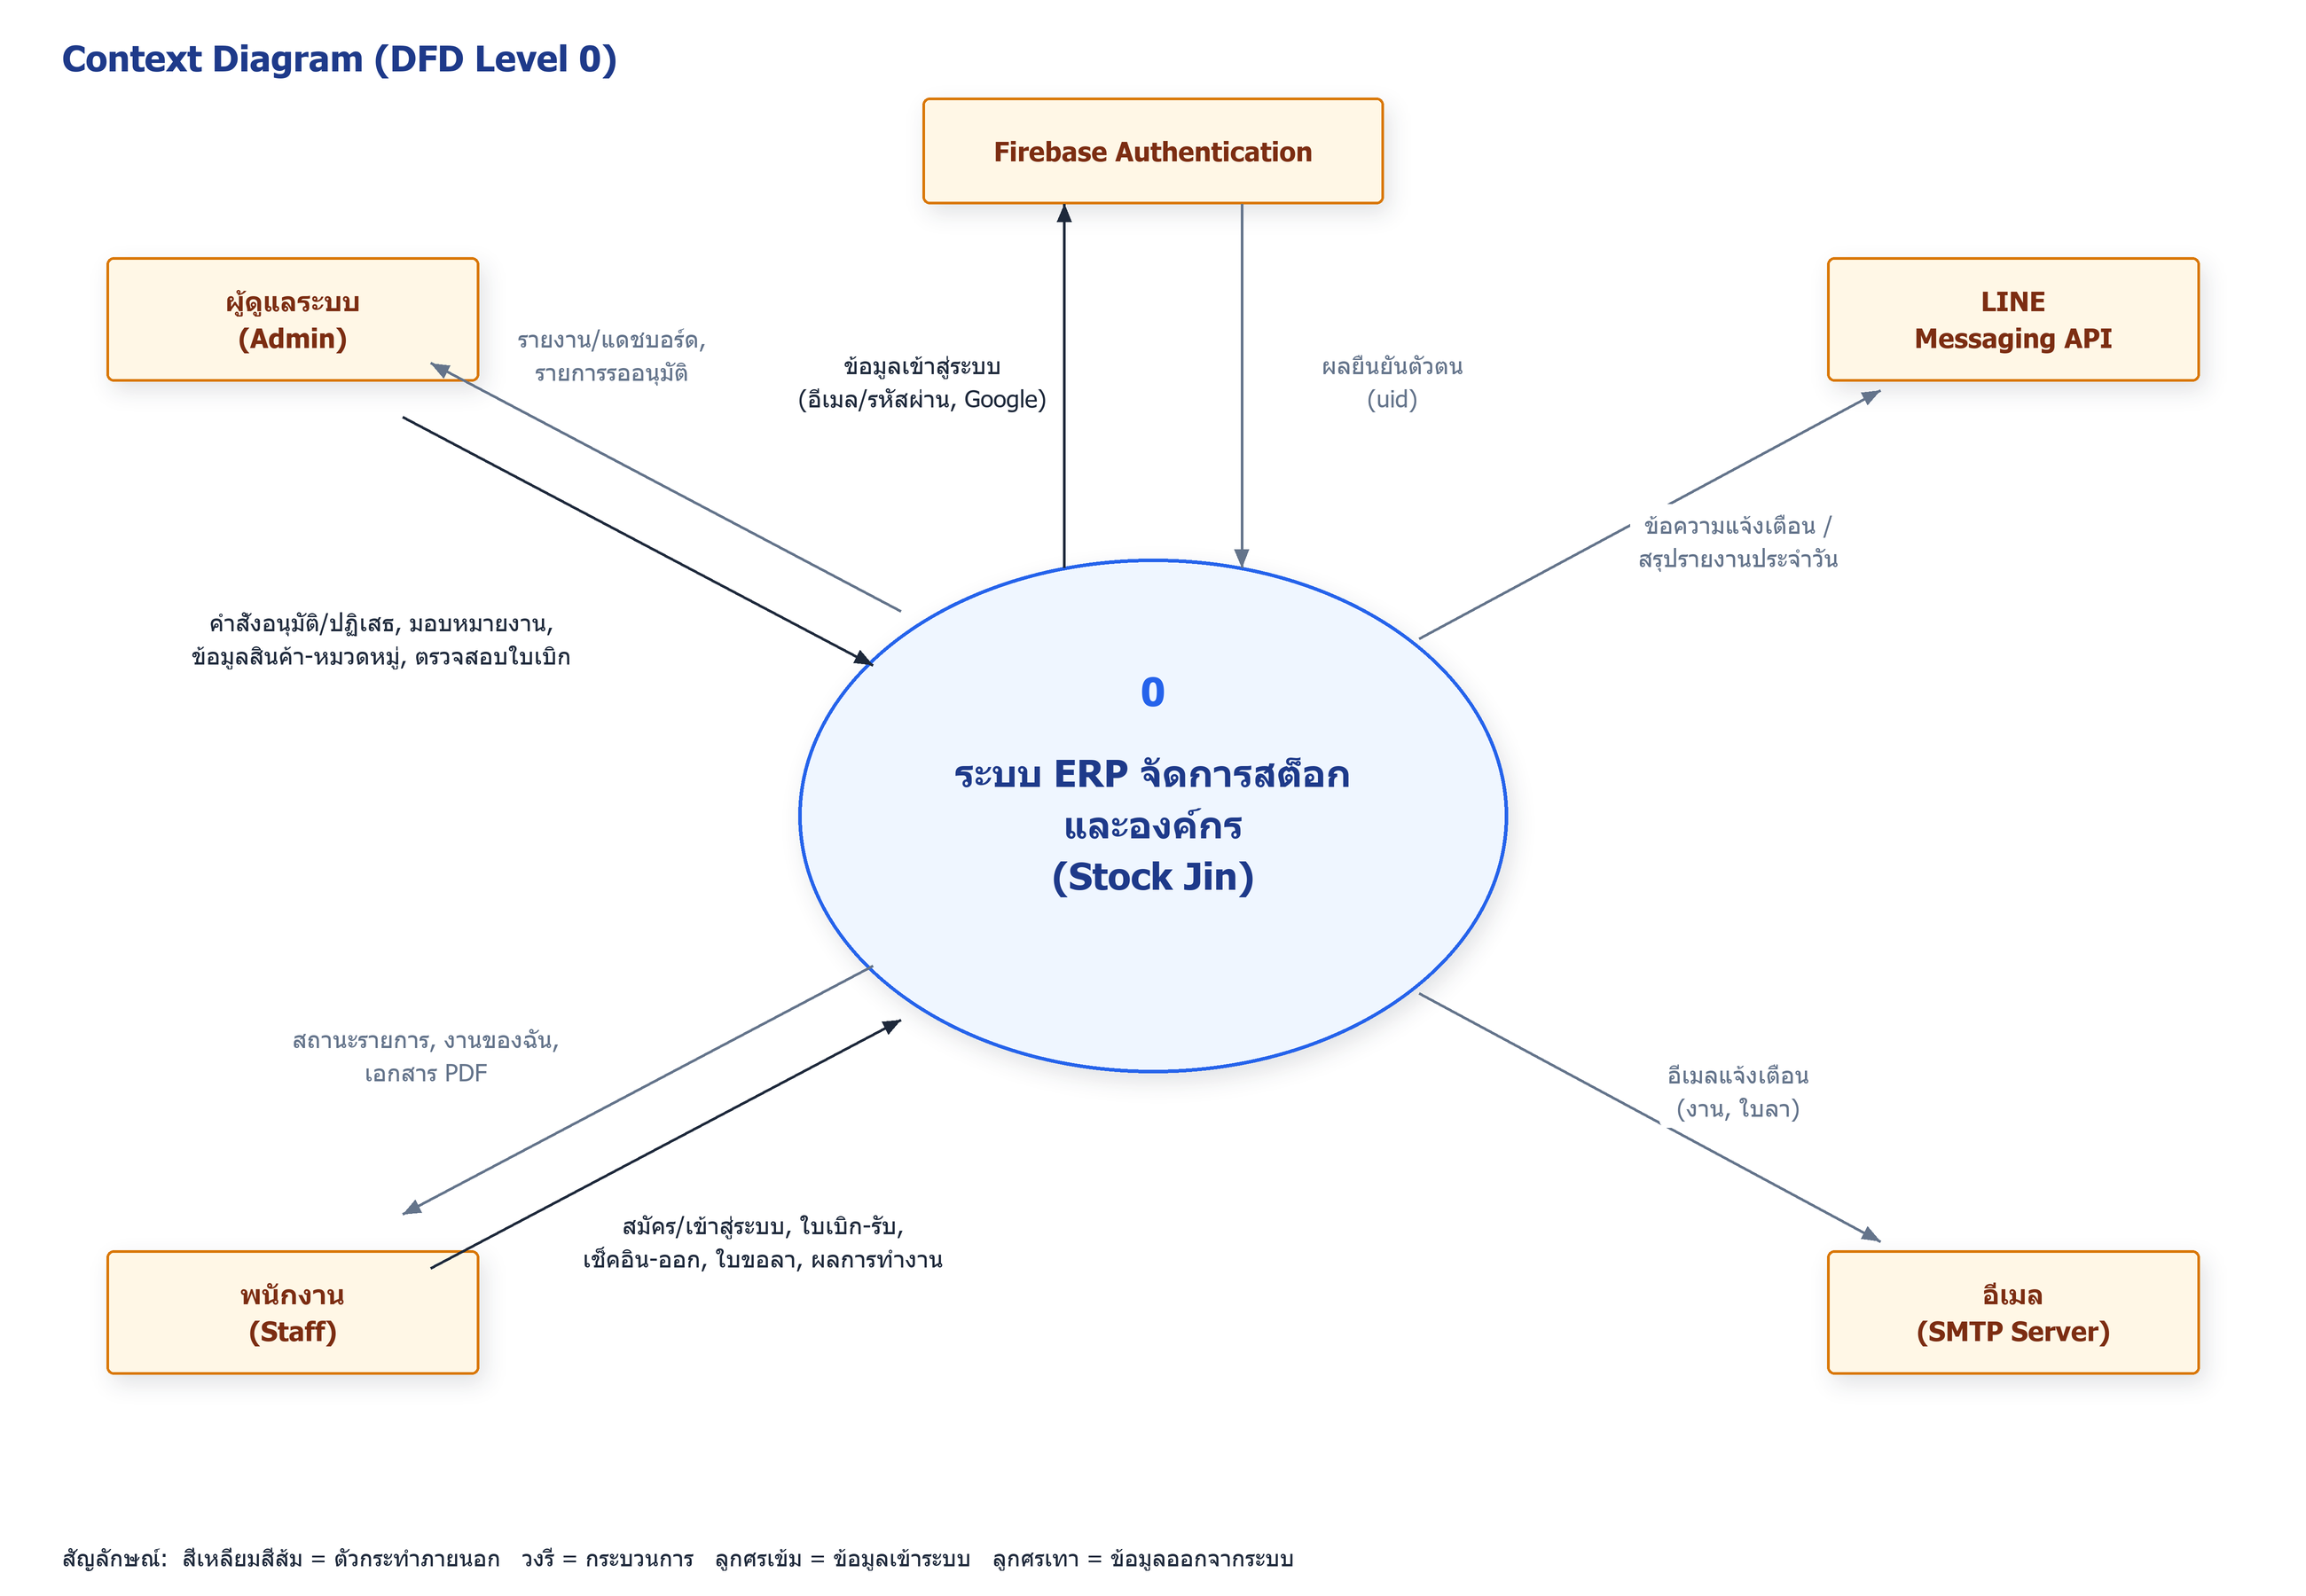 Context Diagram (DFD Level 0)
Firebase Authentication
ผู้ดูแลระบบ
(Admin)
LINE
Messaging API
รายงาน/แดชบอร์ด,
รายการรออนุมัติ
ข้อมูลเข้าสู่ระบบ
(อีเมล/รหัสผ่าน, Google)
ผลยืนยันตัวตน
(uid)
ข้อความแจ้งเตือน /
สรุปรายงานประจำวัน
คำสั่งอนุมัติ/ปฏิเสธ, มอบหมายงาน,
ข้อมูลสินค้า-หมวดหมู่, ตรวจสอบใบเบิก
0
ระบบ ERP จัดการสต็อก
และองค์กร
(Stock Jin)
สถานะรายการ, งานของฉัน,
เอกสาร PDF
อีเมลแจ้งเตือน
(งาน, ใบลา)
สมัคร/เข้าสู่ระบบ, ใบเบิก-รับ,
เช็คอิน-ออก, ใบขอลา, ผลการทำงาน
พนักงาน
(Staff)
อีเมล
(SMTP Server)
สัญลักษณ์: สี่เหลี่ยมสีส้ม = ตัวกระทำภายนอก วงรี = กระบวนการ ลูกศรเข้ม = ข้อมูลเข้าระบบ ลูกศรเทา = ข้อมูลออกจากระบบ